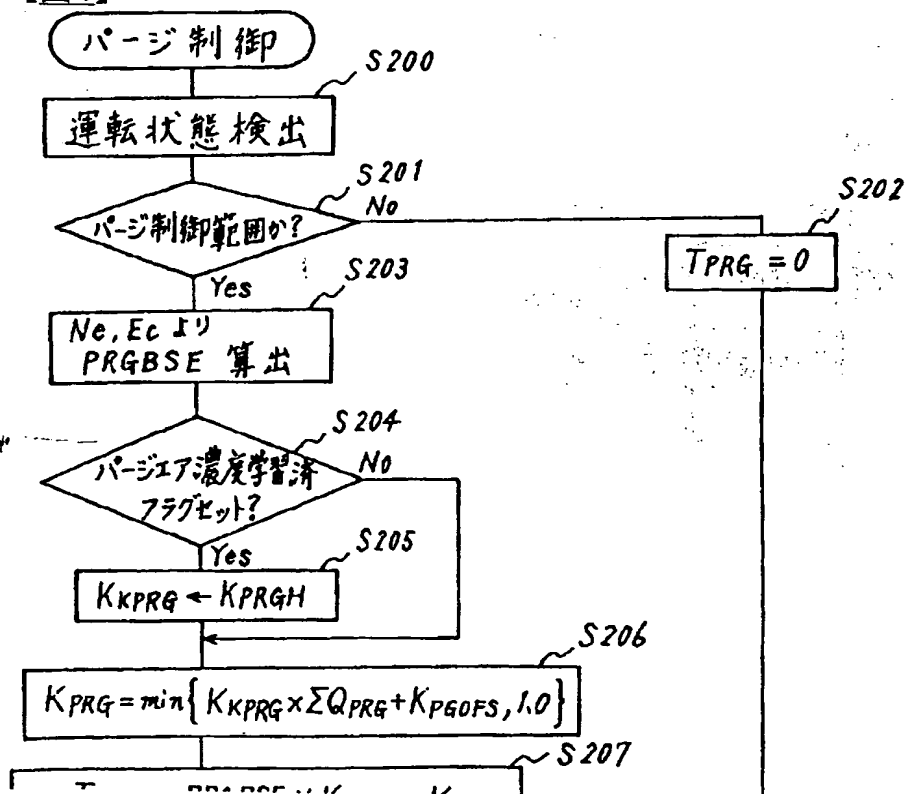 パージ制御
S200
運転状態検出
S201
パージ制御範囲か?
No
S202
TPRG = 0
Yes
S203
Ne, Ec より
PRGBSE 算出
S204
パージエア濃度学習済
フラグセット?
No
Yes
S205
KKPRG ← KPRGH
S206
KPRG = min{ KKPRG × ΣQPRG + KPGOFS, 1.0 }
S207